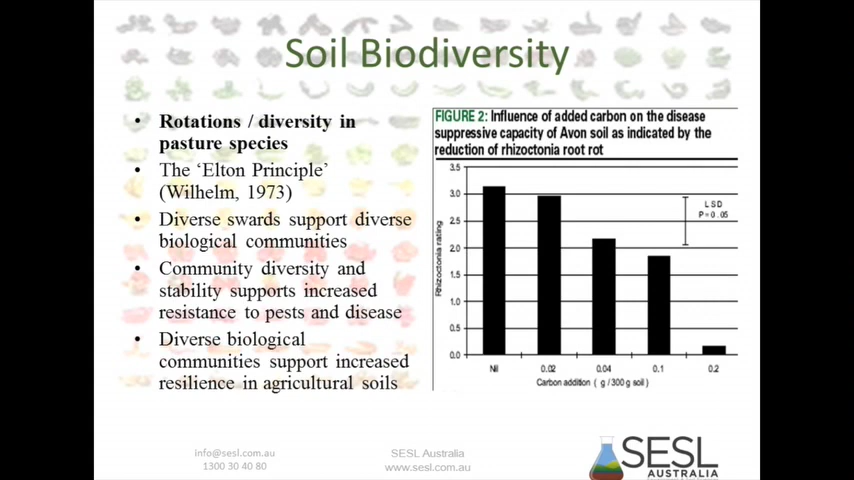 Soil Biodiversity
• Rotations / diversity in
pasture species
• The ‘Elton Principle’
(Wilhelm, 1973)
• Diverse swards support diverse
biological communities
• Community diversity and
stability supports increased
resistance to pests and disease
• Diverse biological
communities support increased
resilience in agricultural soils
FIGURE 2: Influence of added carbon on the disease
suppressive capacity of Avon soil as indicated by the
reduction of rhizoctonia root rot
3.5
3.0
2.5
2.0
1.5
1.0
0.5
0.0
Rhizoctonia rating
LSD
P = 0.05
Nil 0.02 0.04 0.1 0.2
Carbon addition ( g / 300 g soil )
info@sesl.com.au
1300 30 40 80
SESL Australia
www.sesl.com.au
SESL
AUSTRALIA